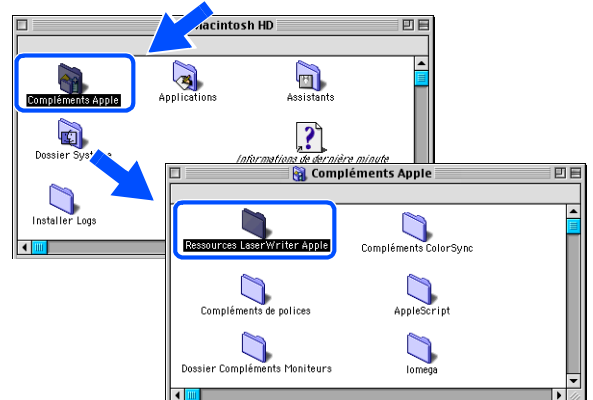 Macintosh HD
Compléments Apple
Applications
Assistants
Dossier Système
Informations de dernière minute
Installer Logs
Compléments Apple
Ressources LaserWriter Apple
Compléments ColorSync
Compléments de polices
AppleScript
Dossier Compléments Moniteurs
Iomega